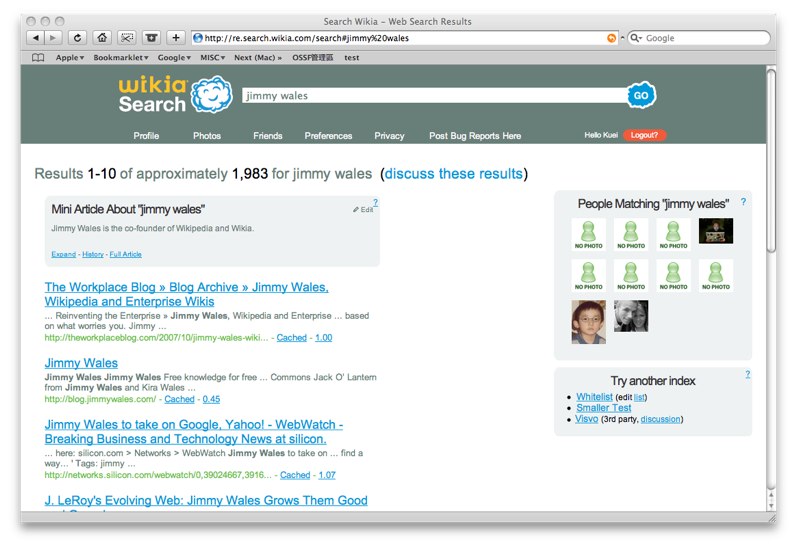 Search Wikia – Web Search Results
http://re.search.wikia.com/search#jimmy%20wales
Google
Apple▾ Bookmarklet▾ Google▾ MISC▾ Next (Mac) » OSSF管理區 test
wikia
Search
jimmy wales
GO
Profile Photos Friends Preferences Privacy Post Bug Reports Here Hello Kuei Logout?
Results 1-10 of approximately 1,983 for jimmy wales (discuss these results)
Mini Article About "jimmy wales"
Edit ?
Jimmy Wales is the co-founder of Wikipedia and Wikia.
Expand - History - Full Article
The Workplace Blog » Blog Archive » Jimmy Wales,
Wikipedia and Enterprise Wikis
... Reinventing the Enterprise » Jimmy Wales, Wikipedia and Enterprise ... based
on what worries you. Jimmy ...
http://theworkplaceblog.com/2007/10/jimmy-wales-wiki... - Cached - 1.00
Jimmy Wales
Jimmy Wales Jimmy Wales Free knowledge for free ... Commons Jack O' Lantern
from Jimmy Wales and Kira Wales ...
http://blog.jimmywales.com/ - Cached - 0.45
Jimmy Wales to take on Google, Yahoo! - WebWatch -
Breaking Business and Technology News at silicon.
... here: silicon.com > Networks > WebWatch Jimmy Wales to take on ... find a
way... ' Tags: jimmy ...
http://networks.silicon.com/webwatch/0,39024667,3916... - Cached - 1.07
J. LeRoy's Evolving Web: Jimmy Wales Grows Them Good
People Matching "jimmy wales" ?
NO PHOTO NO PHOTO NO PHOTO
NO PHOTO NO PHOTO NO PHOTO NO PHOTO
Try another index ?
Whitelist (edit list)
Smaller Test
Visvo (3rd party, discussion)